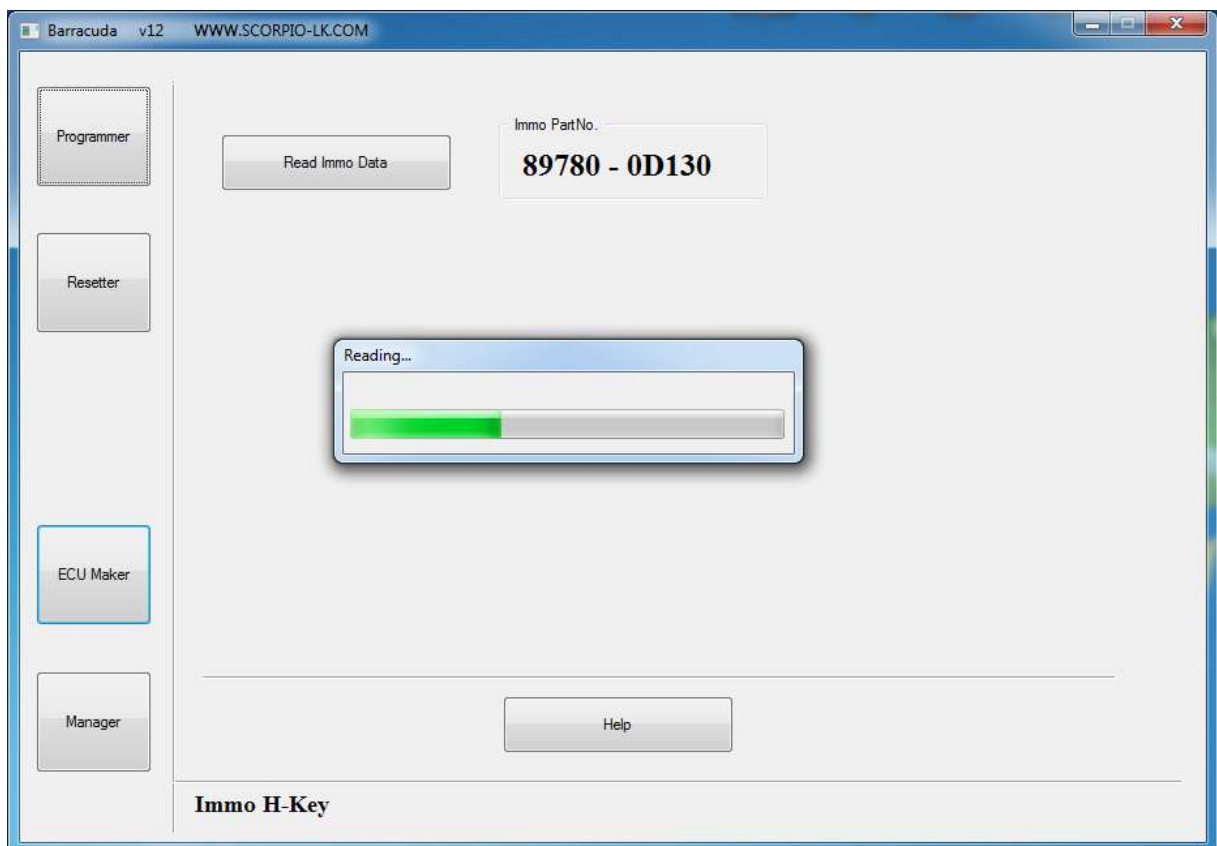 Barracuda v12 WWW.SCORPIO-LK.COM
Programmer
Resetter
ECU Maker
Manager
Read Immo Data
Immo PartNo.
89780 - 0D130
Reading...
Help
Immo H-Key